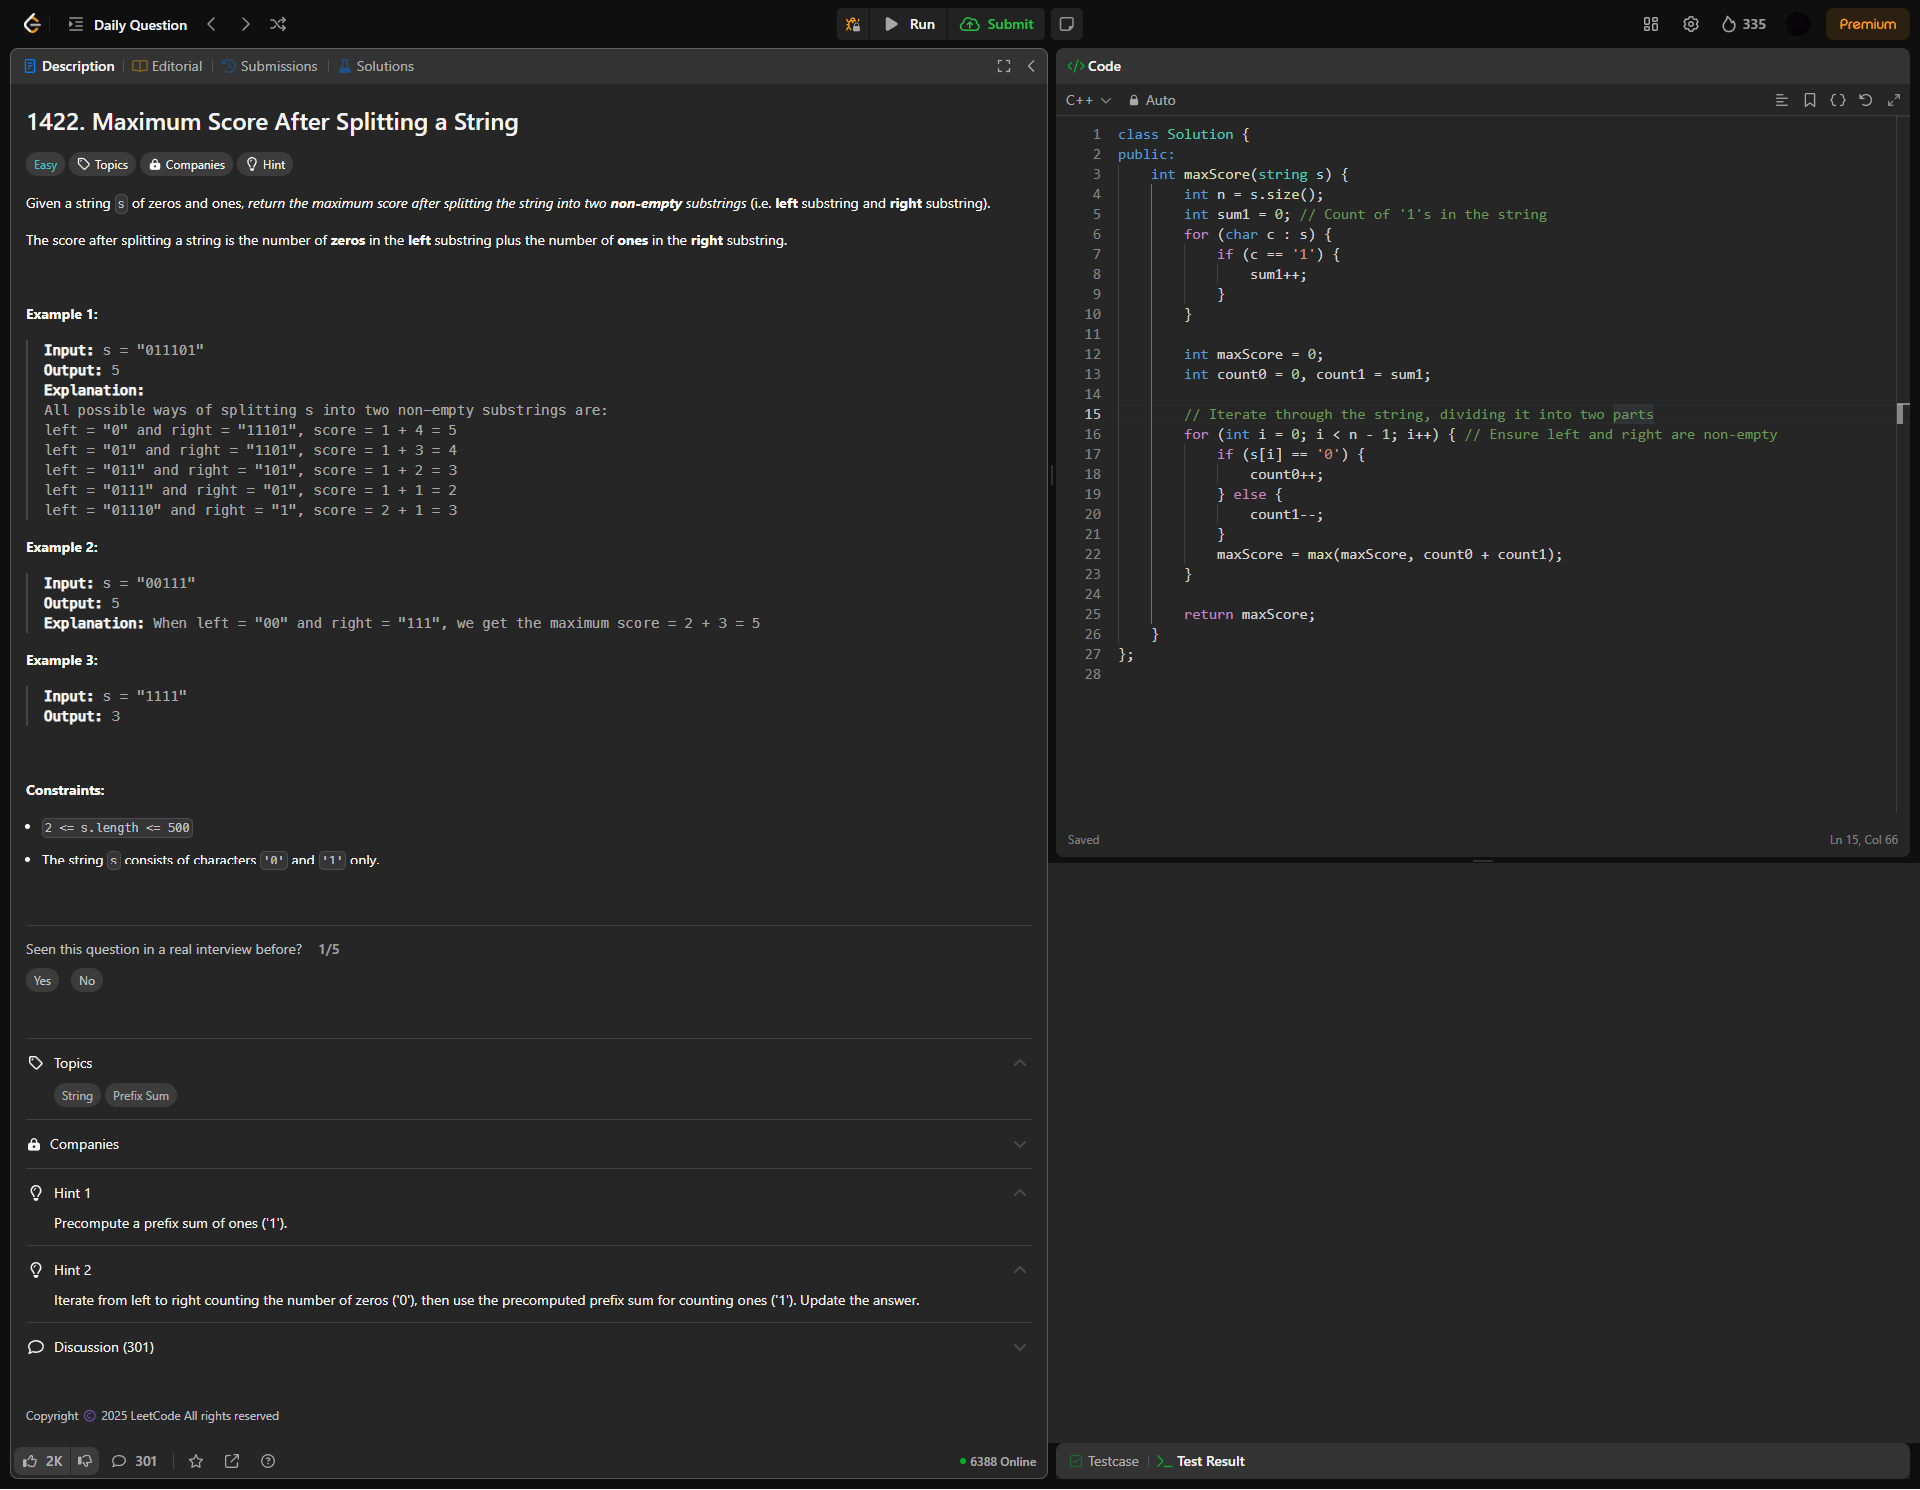 Daily Question
Run
Submit
335
Premium
Description
Editorial
Submissions
Solutions
1422. Maximum Score After Splitting a String
Easy
Topics
Companies
Hint
Given a string s of zeros and ones, return the maximum score after splitting the string into two non-empty substrings (i.e. left substring and right substring).
The score after splitting a string is the number of zeros in the left substring plus the number of ones in the right substring.
Example 1:
Input: s = "011101"
Output: 5
Explanation:
All possible ways of splitting s into two non-empty substrings are:
left = "0" and right = "11101", score = 1 + 4 = 5
left = "01" and right = "1101", score = 1 + 3 = 4
left = "011" and right = "101", score = 1 + 2 = 3
left = "0111" and right = "01", score = 1 + 1 = 2
left = "01110" and right = "1", score = 2 + 1 = 3
Example 2:
Input: s = "00111"
Output: 5
Explanation: When left = "00" and right = "111", we get the maximum score = 2 + 3 = 5
Example 3:
Input: s = "1111"
Output: 3
Constraints:
• 2 <= s.length <= 500
• The string s consists of characters '0' and '1' only.
Seen this question in a real interview before? 1/5
Yes
No
Topics
String
Prefix Sum
Companies
Hint 1
Precompute a prefix sum of ones ('1').
Hint 2
Iterate from left to right counting the number of zeros ('0'), then use the precomputed prefix sum for counting ones ('1'). Update the answer.
Discussion (301)
Copyright © 2025 LeetCode All rights reserved
2K
301
6388 Online
</> Code
C++
Auto
1 class Solution {
2 public:
3     int maxScore(string s) {
4         int n = s.size();
5         int sum1 = 0; // Count of '1's in the string
6         for (char c : s) {
7             if (c == '1') {
8                 sum1++;
9             }
10         }
11
12         int maxScore = 0;
13         int count0 = 0, count1 = sum1;
14
15         // Iterate through the string, dividing it into two parts
16         for (int i = 0; i < n - 1; i++) { // Ensure left and right are non-empty
17             if (s[i] == '0') {
18                 count0++;
19             } else {
20                 count1--;
21             }
22             maxScore = max(maxScore, count0 + count1);
23         }
24
25         return maxScore;
26     }
27 };
28
Saved
Ln 15, Col 66
Testcase
Test Result